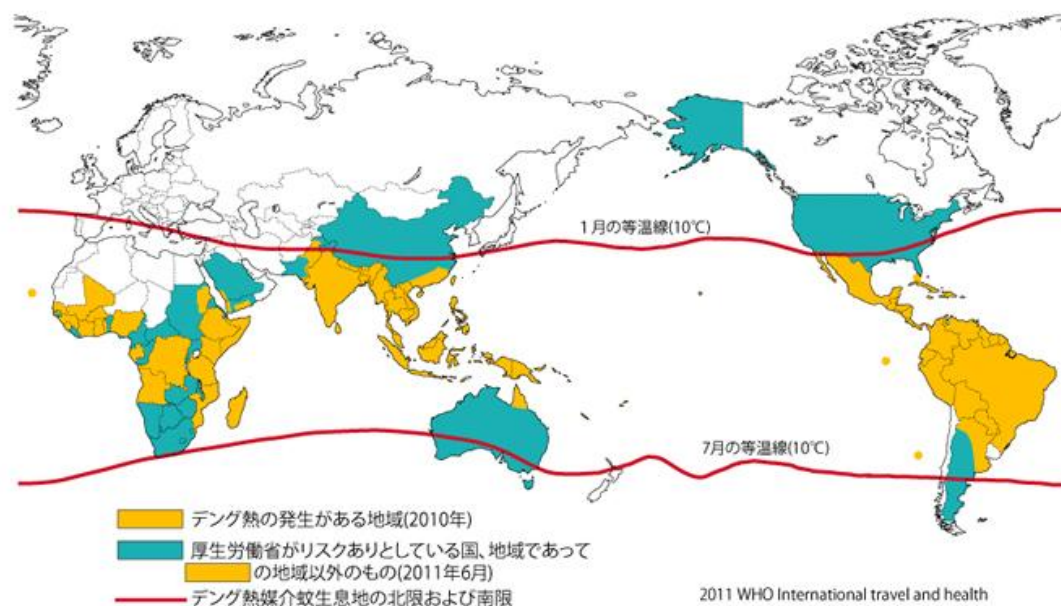 1月の等温線(10℃)
7月の等温線(10℃)
デング熱の発生がある地域(2010年)
厚生労働省がリスクありとしている国、地域であって
の地域以外のもの(2011年6月)
デング熱媒介蚊生息地の北限および南限
2011 WHO International travel and health